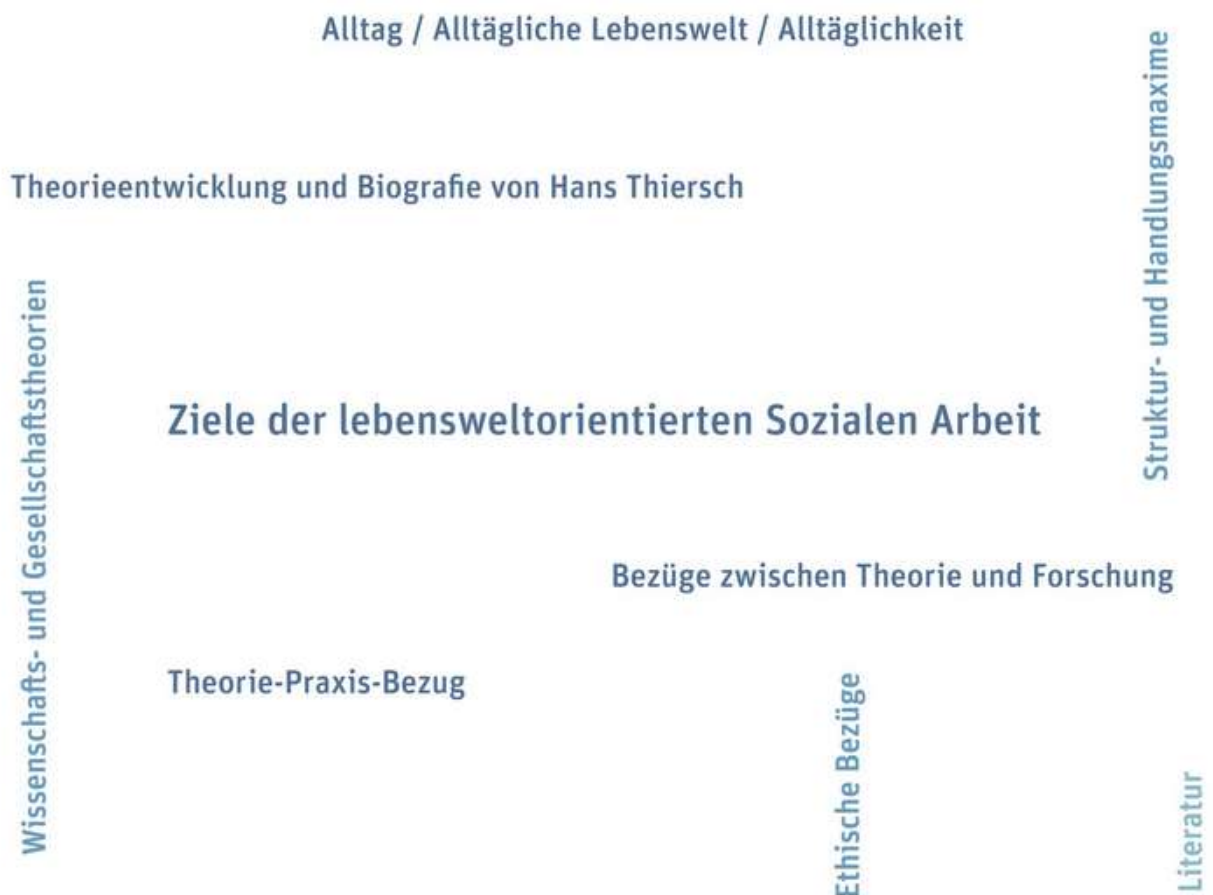 Alltag / Alltägliche Lebenswelt / Alltäglichkeit
Struktur- und Handlungsmaxime
Theorieentwicklung und Biografie von Hans Thiersch
Wissenschafts- und Gesellschaftstheorien
Ziele der lebensweltorientierten Sozialen Arbeit
Bezüge zwischen Theorie und Forschung
Theorie-Praxis-Bezug
Ethische Bezüge
Literatur